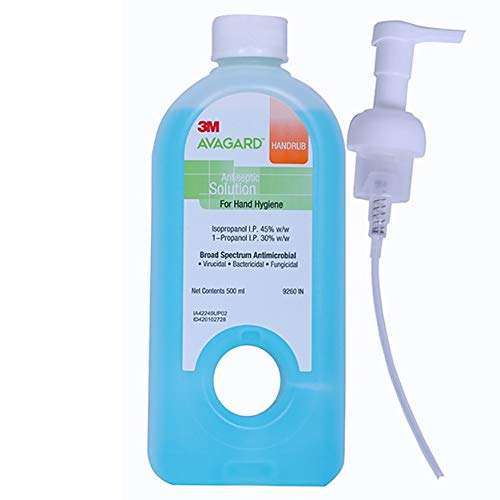 3M
AVAGARD™
HANDRUB
Antiseptic
Solution
For Hand Hygiene
Isopropanol I.P. 45% w/w
1-Propanol I.P. 30% w/w
Broad Spectrum Antimicrobial
• Virucidal • Bactericidal • Fungicidal
Net Contents 500 ml 9260 IN
IA42249UP02
ID420102728